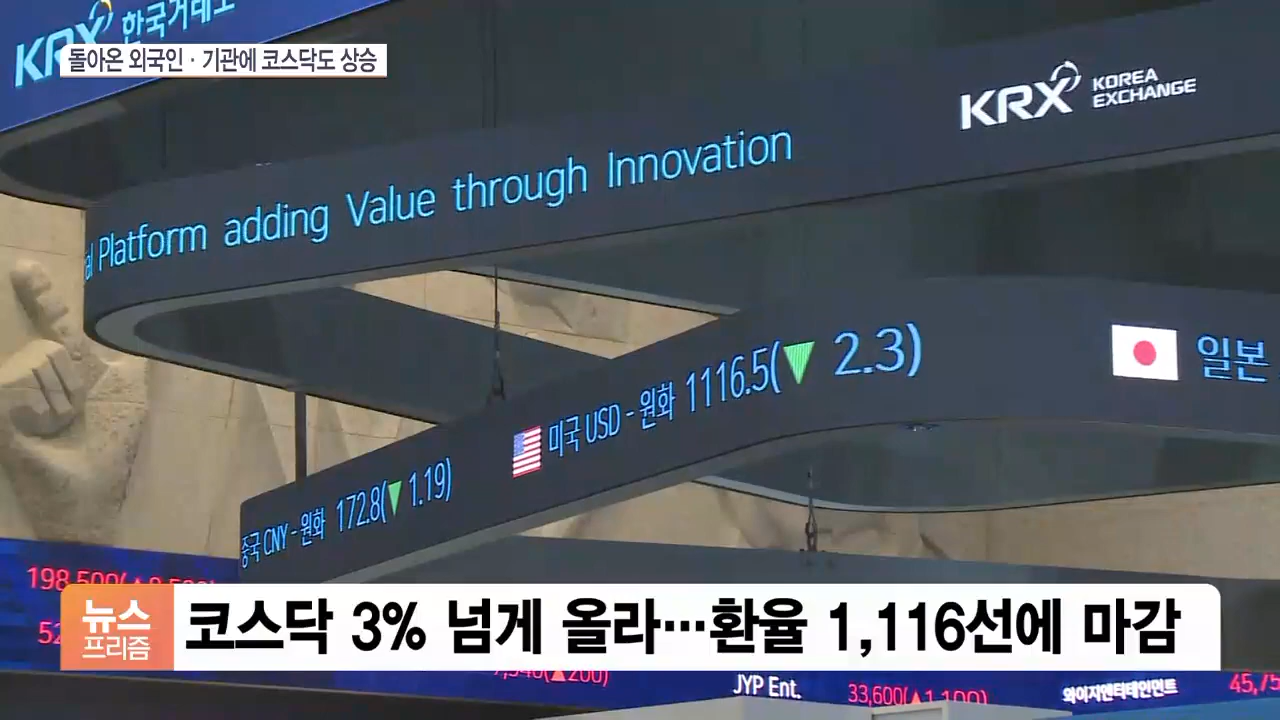 KRX 한국거래소
돌아온 외국인·기관에 코스닥도 상승
KRX KOREA EXCHANGE
Platform adding Value through Innovation
중국 CNY - 원화 172.8(▼ 1.19)
미국 USD - 원화 1116.5(▼ 2.3)
일본
뉴스
프리즘
코스닥 3% 넘게 올라…환율 1,116선에 마감
JYP Ent.
33,600(▲1,100)
와이지엔터테인먼트